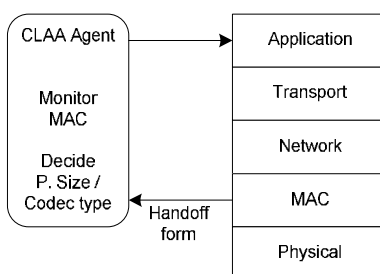 CLAA Agent
Monitor
MAC
Decide
P. Size /
Codec type
Handoff
form
Application
Transport
Network
MAC
Physical